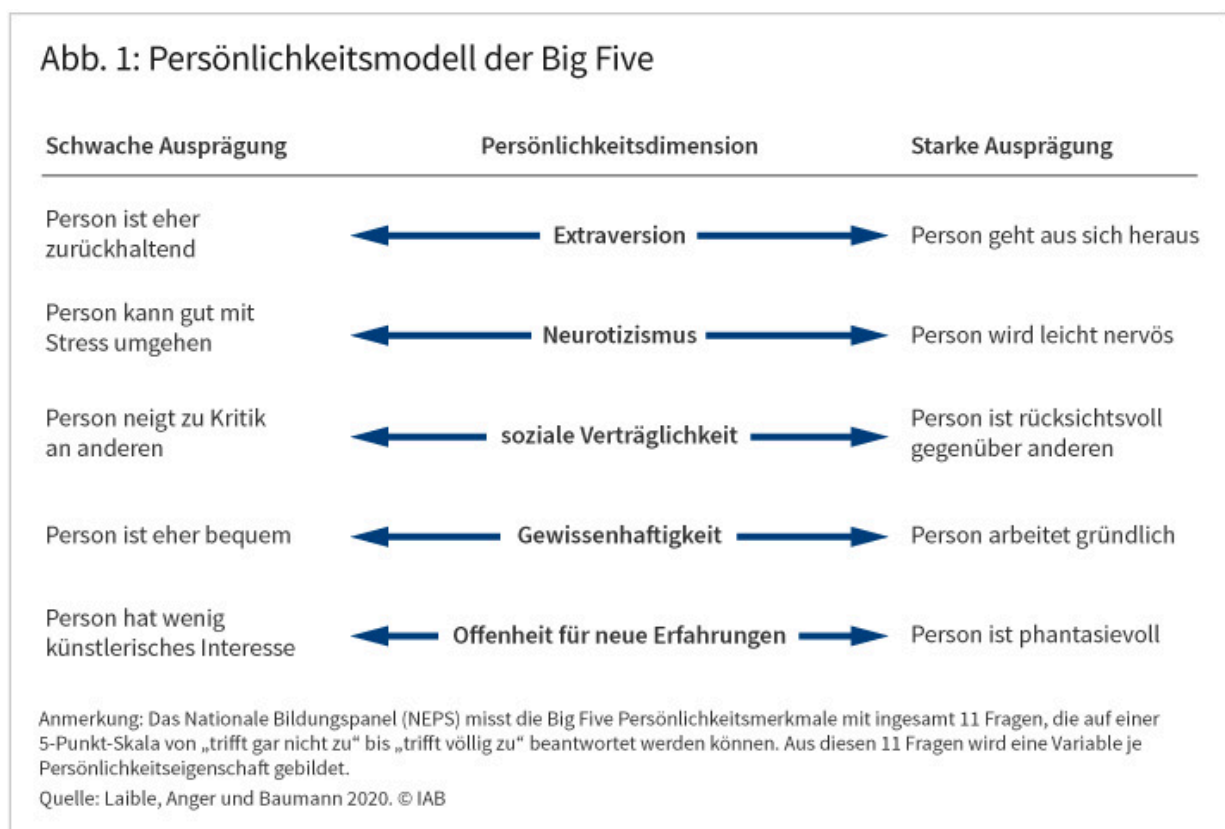 Abb. 1: Persönlichkeitsmodell der Big Five
Schwache Ausprägung
Persönlichkeitsdimension
Starke Ausprägung
Person ist eher
zurückhaltend
Extraversion
Person geht aus sich heraus
Person kann gut mit
Stress umgehen
Neurotizismus
Person wird leicht nervös
Person neigt zu Kritik
an anderen
soziale Verträglichkeit
Person ist rücksichtsvoll
gegenüber anderen
Person ist eher bequem
Gewissenhaftigkeit
Person arbeitet gründlich
Person hat wenig
künstlerisches Interesse
Offenheit für neue Erfahrungen
Person ist phantasievoll
Anmerkung: Das Nationale Bildungspanel (NEPS) misst die Big Five Persönlichkeitsmerkmale mit ingesamt 11 Fragen, die auf einer
5-Punkt-Skala von „trifft gar nicht zu“ bis „trifft völlig zu“ beantwortet werden können. Aus diesen 11 Fragen wird eine Variable je
Persönlichkeitseigenschaft gebildet.
Quelle: Laible, Anger und Baumann 2020. © IAB